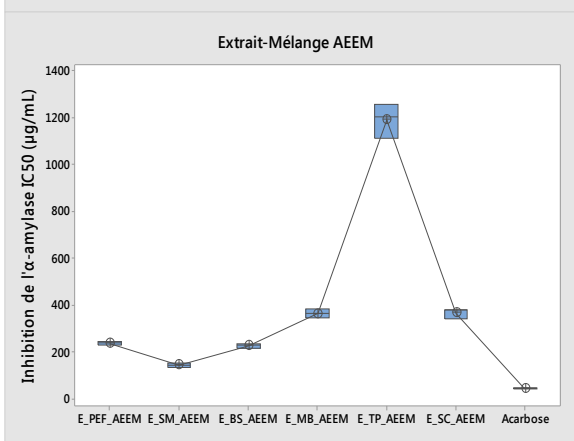 Extrait-Mélange AEEM
Inhibition de l'α-amylase IC50 (µg/mL)
1400
1200
1000
800
600
400
200
0
E_PEF_AEEM E_SM_AEEM E_BS_AEEM E_MB_AEEM E_TP_AEEM E_SC_AEEM Acarbose